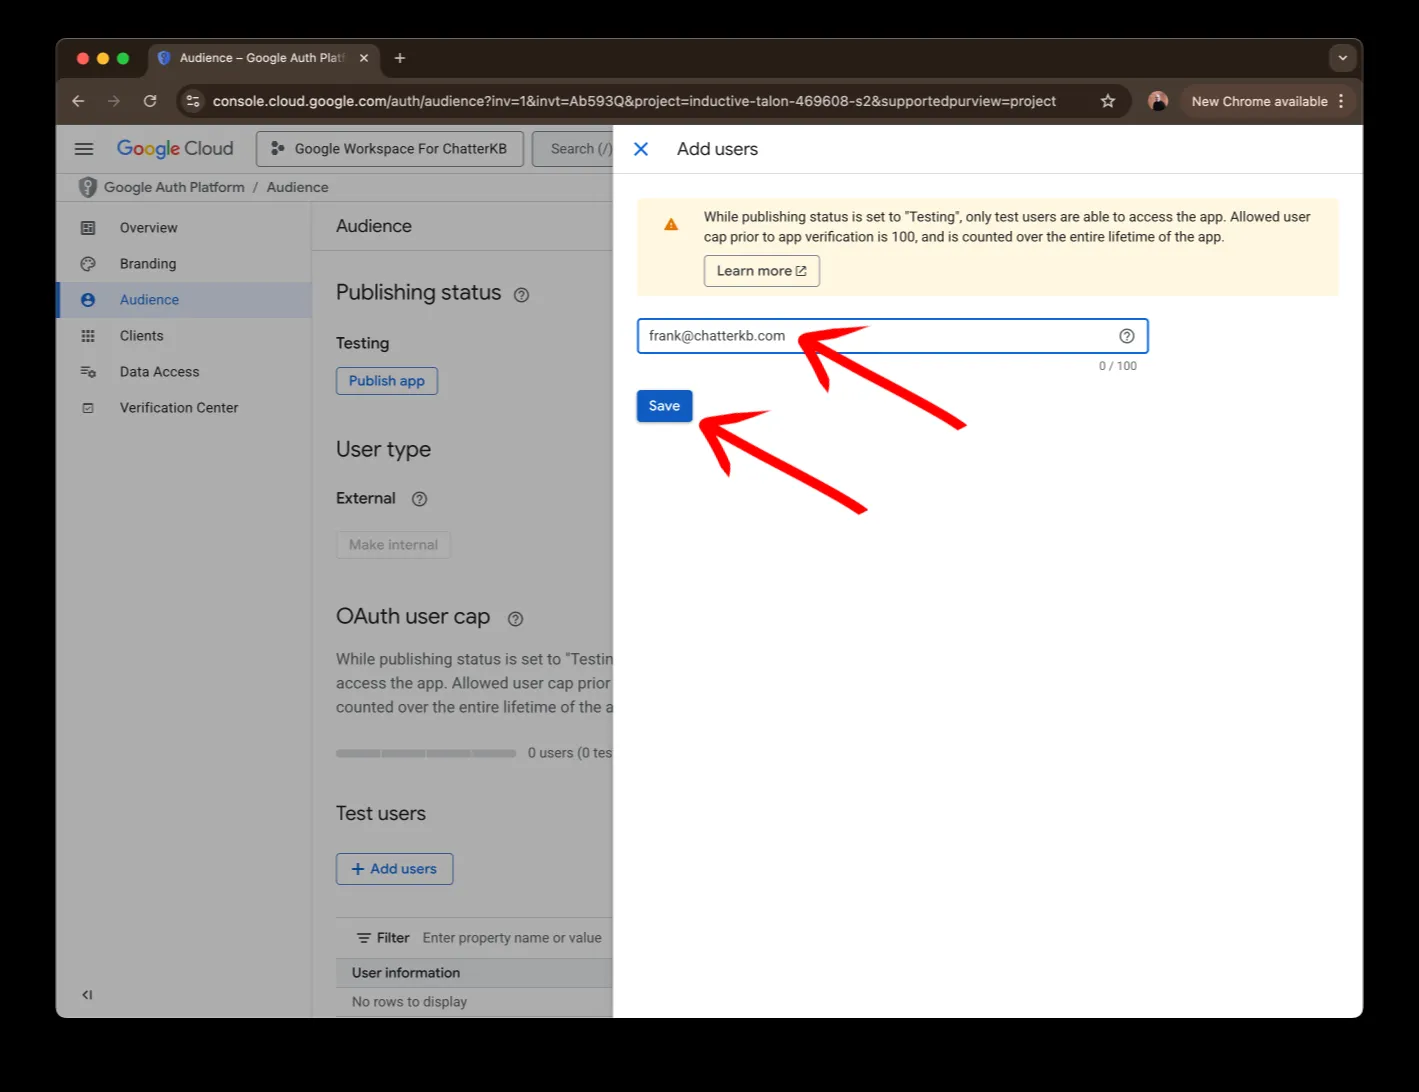 Audience – Google Auth Platf
New Chrome available
console.cloud.google.com/auth/audience?inv=1&invt=Ab593Q&project=inductive-talon-469608-s2&supportedpurview=project
Google Cloud
Google Workspace For ChatterKB
Search (/)
Google Auth Platform / Audience
Overview
Branding
Audience
Clients
Data Access
Verification Center
Audience
Publishing status
Testing
Publish app
User type
External
Make internal
OAuth user cap
While publishing status is set to "Testin
access the app. Allowed user cap prior
counted over the entire lifetime of the a
0 users (0 tes
Test users
+ Add users
Filter Enter property name or value
User information
No rows to display
Add users
While publishing status is set to "Testing", only test users are able to access the app. Allowed user
cap prior to app verification is 100, and is counted over the entire lifetime of the app.
Learn more
frank@chatterkb.com
0 / 100
Save